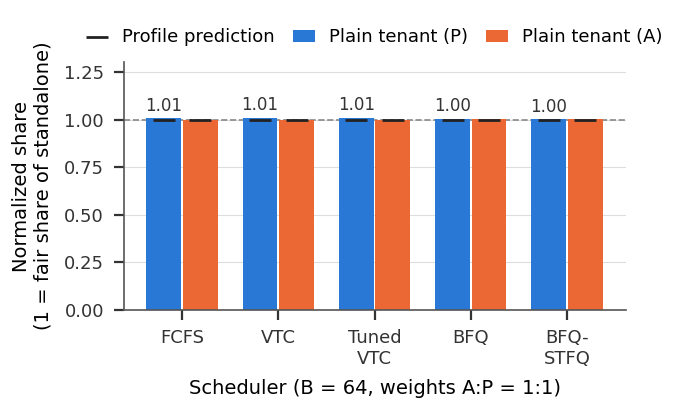 Profile prediction
Plain tenant (P)
Plain tenant (A)
Normalized share
(1 = fair share of standalone)
1.25
1.00
0.75
0.50
0.25
0.00
1.01
1.01
1.01
1.00
1.00
FCFS
VTC
Tuned
VTC
BFQ
BFQ-
STFQ
Scheduler (B = 64, weights A:P = 1:1)